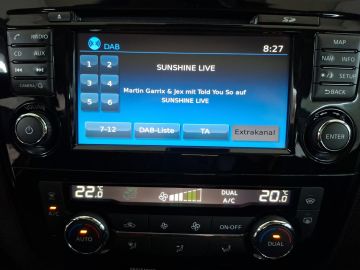 SD
RADIO
DAB
8:27
MAP
CD AUX
1 2
SUNSHINE LIVE
NAVI INFO
3 4
Martin Garrix & Jex mit Told You So auf
SETUP
CAMERA
5 6
SUNSHINE LIVE
BACK
7-12
DAB-Liste
TA
Extrakanal
ENTER
22.0°C
DUAL
A/C
20.0°C
A/C
AUTO
ON·OFF
DUAL